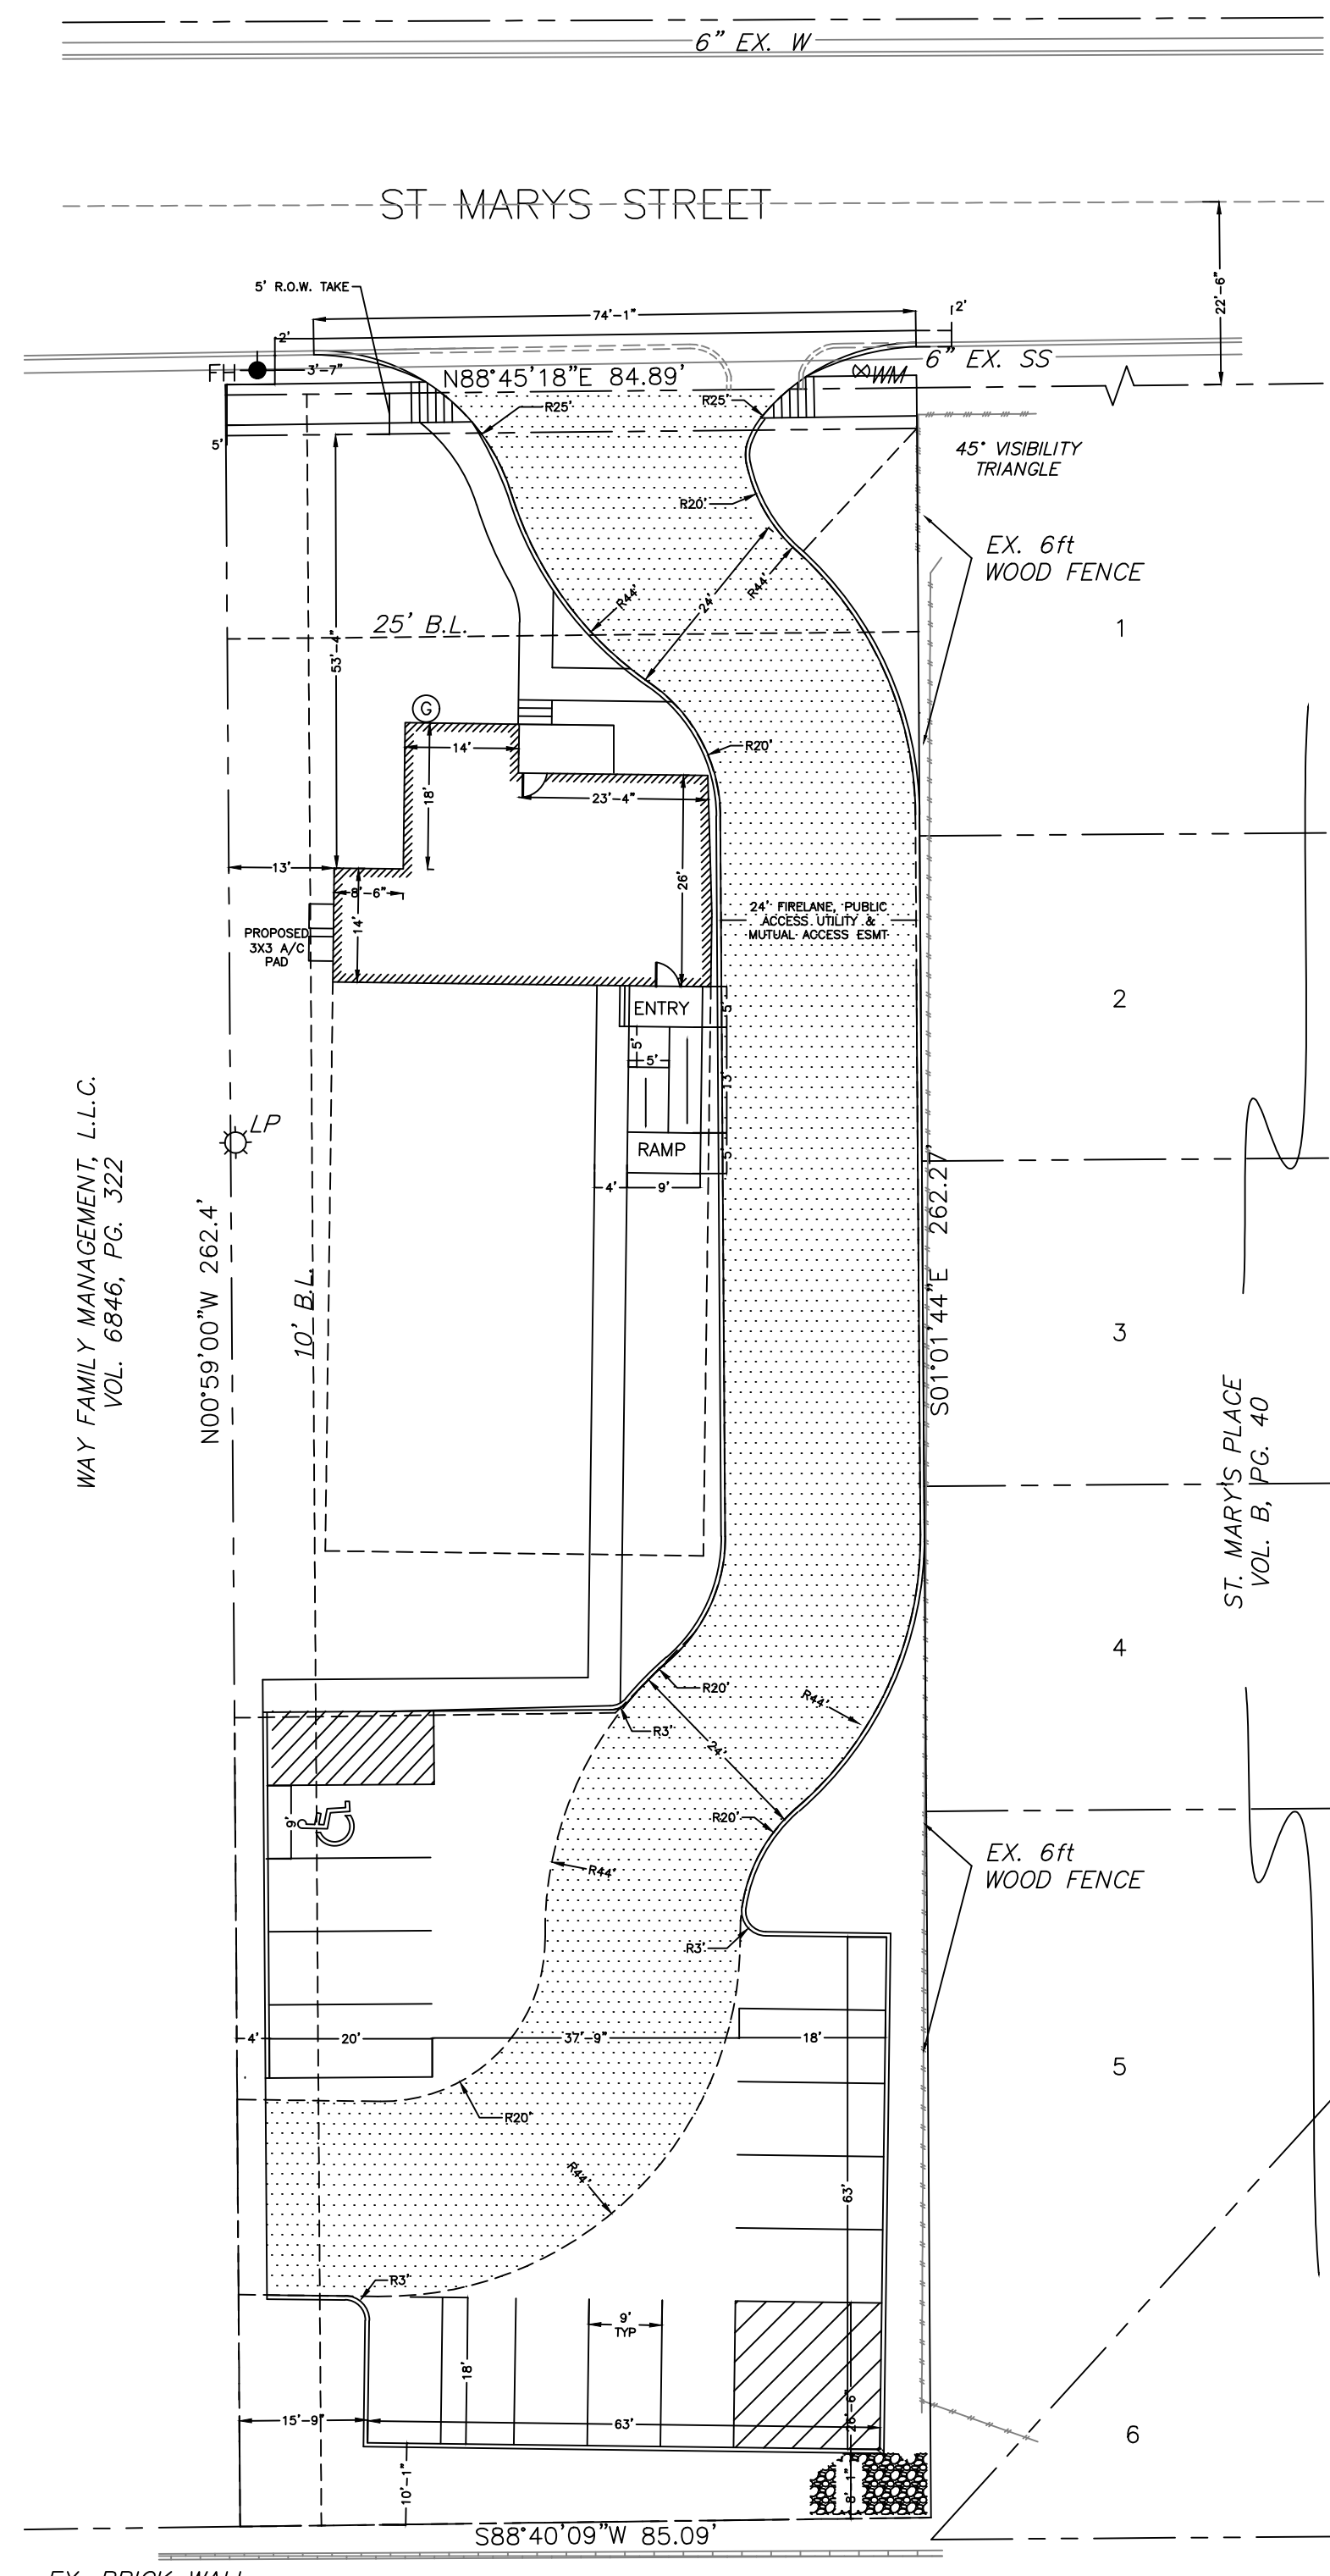 6" EX. W
ST MARYS STREET
5' R.O.W. TAKE
74'-1"
2'
2'
22'-6"
FH
3'-7"
6" EX. SS
WM
N88°45'18"E 84.89'
R25'
R25'
5'
45° VISIBILITY
TRIANGLE
R20'
EX. 6ft
WOOD FENCE
R44'
24'
R44'
25' B.L.
1
53'-4"
G
14'
R20'
18'
23'-4"
13'
8'-6"
26'
14'
24' FIRELANE, PUBLIC
ACCESS UTILITY &
MUTUAL ACCESS ESMT
PROPOSED
3X3 A/C
PAD
ENTRY
5'
2
5'
5'
13'
LP
RAMP
5'
4'
9'
WAY FAMILY MANAGEMENT, L.L.C.
VOL. 6846, PG. 322
N00°59'00"W 262.4'
10' B.L.
S01°01'44"E 262.27'
3
ST. MARY'S PLACE
VOL. B, PG. 40
4
R20'
R44'
R3'
24'
9'
R20'
EX. 6ft
WOOD FENCE
R44'
R3'
4'
20'
37'-9"
18'
5
R20'
R44'
63'
R3'
9'
TYP
18'
15'-9"
63'
26'-6"
6
10'-1"
8'-1"
S88°40'09"W 85.09'
EX. BRICK WALL